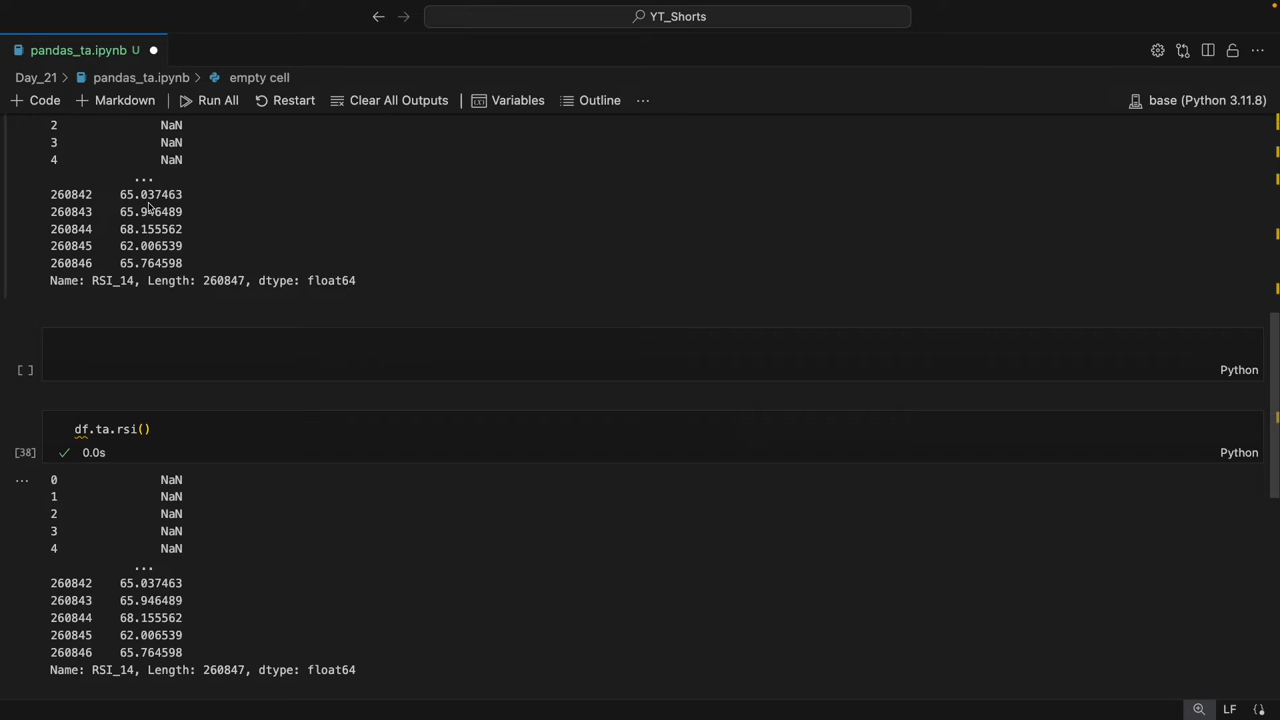 YT_Shorts
pandas_ta.ipynb U
Day_21 > pandas_ta.ipynb > empty cell
+ Code + Markdown Run All Restart Clear All Outputs Variables Outline ... base (Python 3.11.8)
2 NaN
3 NaN
4 NaN
...
260842 65.037463
260843 65.946489
260844 68.155562
260845 62.006539
260846 65.764598
Name: RSI_14, Length: 260847, dtype: float64
[ ] Python
df.ta.rsi()
[38] 0.0s Python
... 0 NaN
1 NaN
2 NaN
3 NaN
4 NaN
...
260842 65.037463
260843 65.946489
260844 68.155562
260845 62.006539
260846 65.764598
Name: RSI_14, Length: 260847, dtype: float64
LF {}